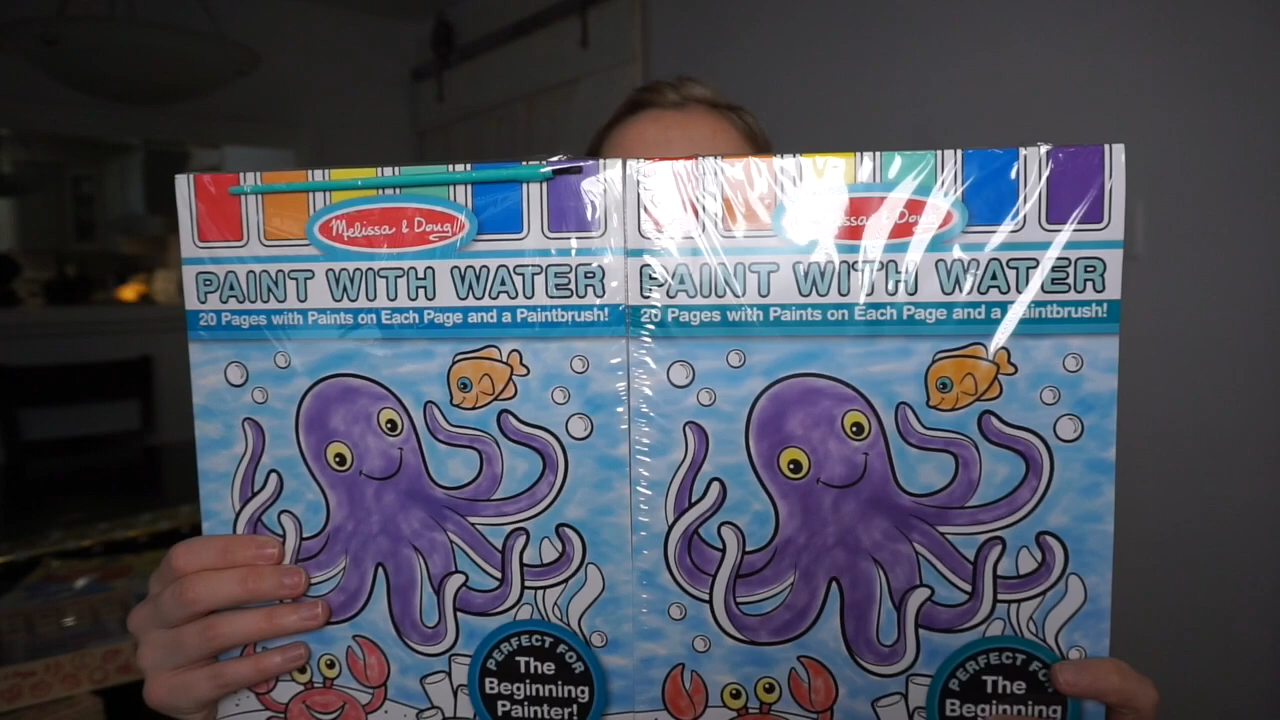 Melissa & Doug
PAINT WITH WATER
20 Pages with Paints on Each Page and a Paintbrush!
PERFECT FOR
The
Beginning
Painter!
Melissa & Doug
PAINT WITH WATER
20 Pages with Paints on Each Page and a Paintbrush!
PERFECT FOR
The
Beginning